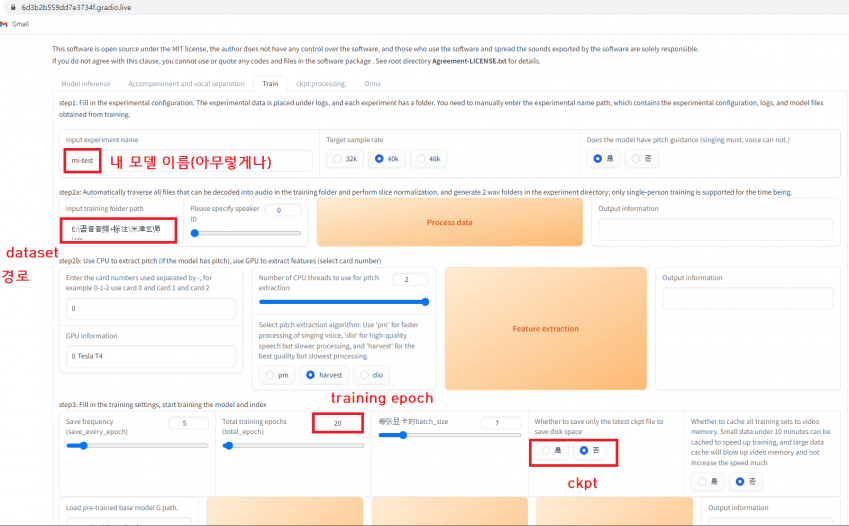 6d3b2b559dd7e3734f.gradio.live
Gmail
This software is open source under the MIT license, the author does not have any control over the software, and those who use the software and spread the sounds exported by the software are solely responsible.
If you do not agree with this clause, you cannot use or quote any codes and files in the software package . See root directory Agreement-LICENSE.txt for details.
Model inference Accompaniment and vocal separation Train ckpt processing. Onnx
step1: Fill in the experimental configuration. The experimental data is placed under logs, and each experiment has a folder. You need to manually enter the experimental name path, which contains the experimental configuration, logs, and model files
obtained from training.
Input experiment name
mi-test
내 모델 이름(아무렇게나)
Target sample rate
32k 40k 48k
Does the model have pitch guidance (singing must, voice can not.)
是 否
step2a: Automatically traverse all files that can be decoded into audio in the training folder and perform slice normalization, and generate 2 wav folders in the experiment directory; only single-person training is supported for the time being.
Input training folder path
E:\语音音频+标注\米津玄师
\src
dataset
경로
Please specify speaker
ID
0
Process data
Output information
step2b: Use CPU to extract pitch (if the model has pitch), use GPU to extract features (select card number)
Enter the card numbers used separated by -, for
example 0-1-2 use card 0 and card 1 and card 2
0
GPU information
0 Tesla T4
Number of CPU threads to use for pitch
extraction
2
Select pitch extraction algorithm: Use 'pm' for faster
processing of singing voice, 'dio' for high-quality
speech but slower processing, and 'harvest' for the
best quality but slowest processing.
pm harvest dio
Feature extraction
Output information
step3: Fill in the training settings, start training the model and index
training epoch
Save frequency
(save_every_epoch)
5
Total training epochs
(total_epoch)
20
每张显卡的batch_size
7
Whether to save only the latest ckpt file to
save disk space
是 否
ckpt
Whether to cache all training sets to video
memory. Small data under 10 minutes can be
cached to speed up training, and large data
cache will blow up video memory and not
increase the speed much
是 否
Load pre-trained base model G path.
Output information